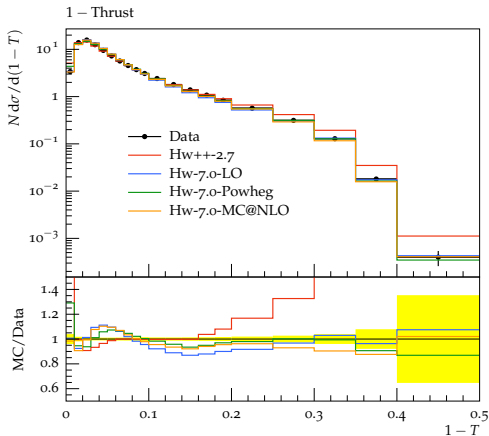 1 − Thrust
N dσ/d(1 − T)
10^1
1
10^−1
10^−2
10^−3
Data
Hw++-2.7
Hw-7.0-LO
Hw-7.0-Powheg
Hw-7.0-MC@NLO
MC/Data
1.4
1.2
1.0
0.8
0.6
0 0.1 0.2 0.3 0.4 0.5
1 − T